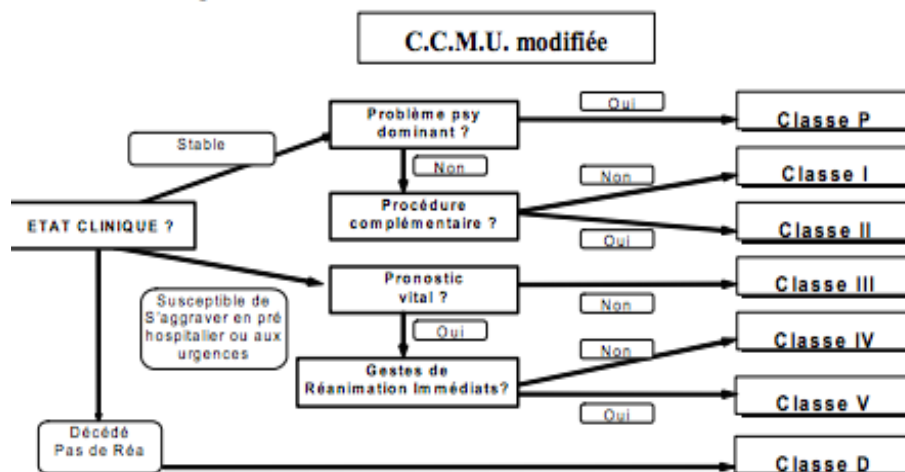 C.C.M.U. modifiée
Problème psy
dominant ?
Oui
Classe P
Stable
Non
Non
Classe I
Procédure
complémentaire ?
ETAT CLINIQUE ?
Oui
Classe II
Pronostic
vital ?
Classe III
Non
Susceptible de
S'aggraver en pré
hospitalier ou aux
urgences
Oui
Non
Classe IV
Gestes de
Réanimation Immédiats?
Classe V
Oui
Décédé
Pas de Réa
Classe D